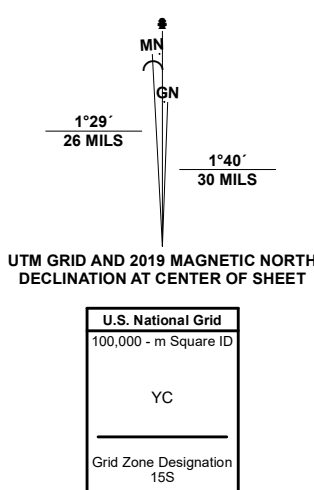 MN
GN
1°29´
26 MILS
1°40´
30 MILS
UTM GRID AND 2019 MAGNETIC NORTH
DECLINATION AT CENTER OF SHEET
U.S. National Grid
100,000 - m Square ID
YC
Grid Zone Designation
15S